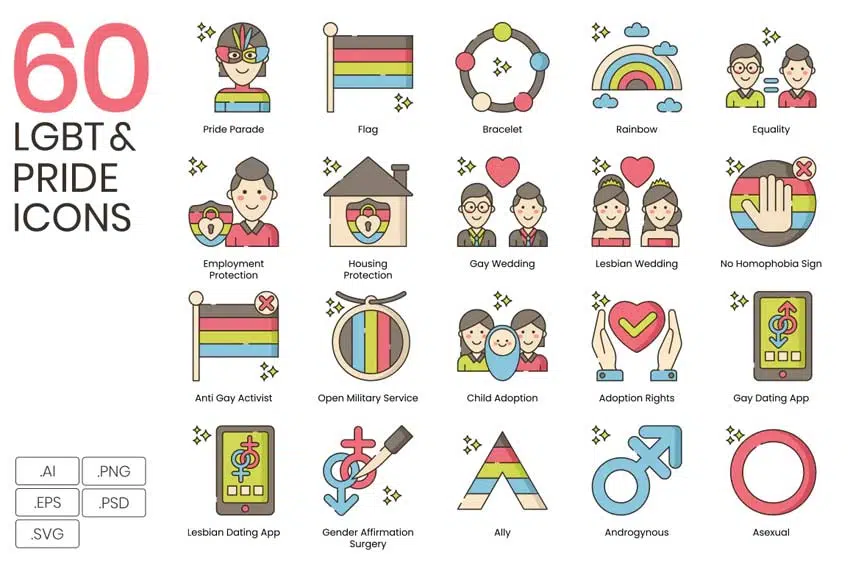 60
LGBT &
PRIDE
ICONS
Pride Parade
Flag
Bracelet
Rainbow
Equality
Employment
Protection
Housing
Protection
Gay Wedding
Lesbian Wedding
No Homophobia Sign
Anti Gay Activist
Open Military Service
Child Adoption
Adoption Rights
Gay Dating App
Lesbian Dating App
Gender Affirmation
Surgery
Ally
Androgynous
Asexual
.AI
.PNG
.EPS
.PSD
.SVG